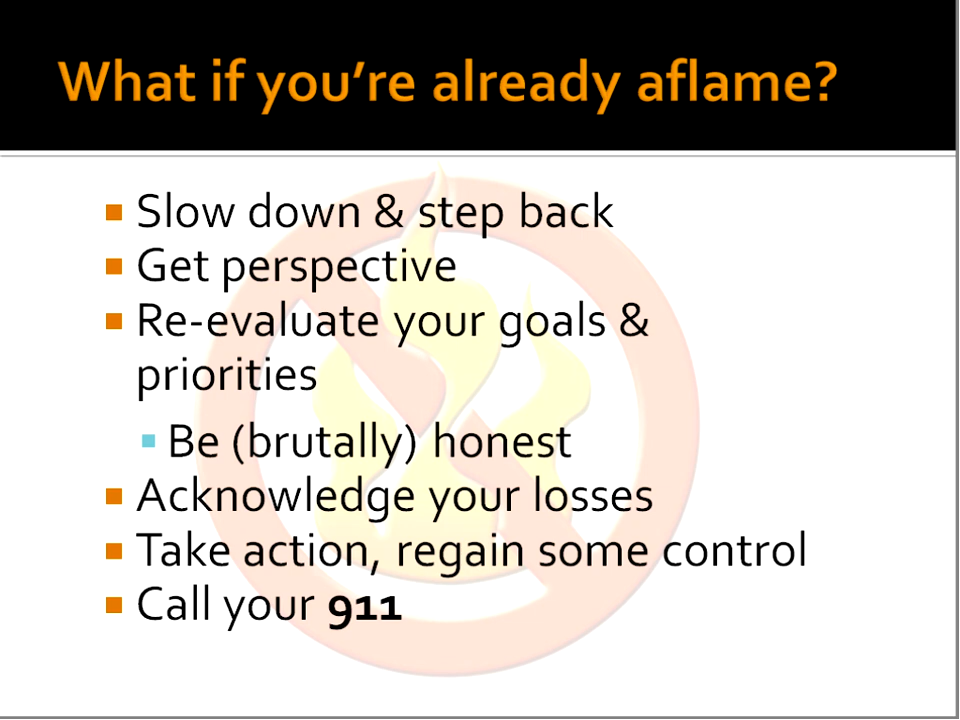 What if you’re already aflame?
Slow down & step back
Get perspective
Re-evaluate your goals &
priorities
Be (brutally) honest
Acknowledge your losses
Take action, regain some control
Call your 911